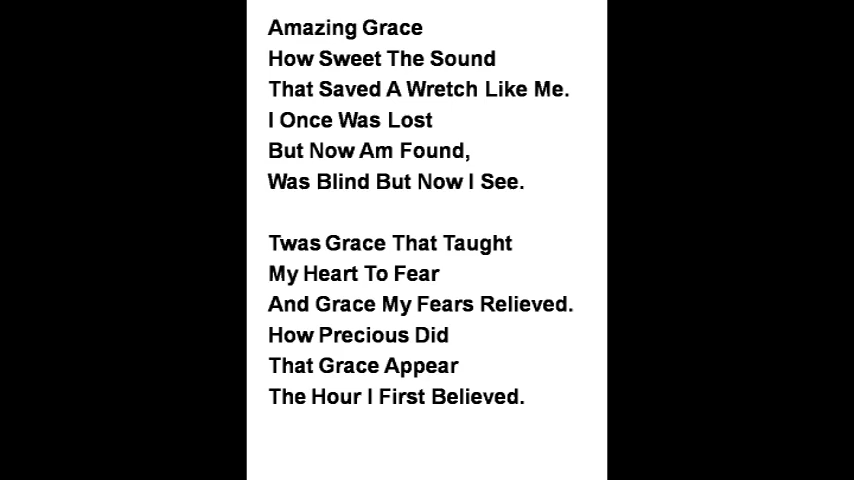 Amazing Grace
How Sweet The Sound
That Saved A Wretch Like Me.
I Once Was Lost
But Now Am Found,
Was Blind But Now I See.

Twas Grace That Taught
My Heart To Fear
And Grace My Fears Relieved.
How Precious Did
That Grace Appear
The Hour I First Believed.